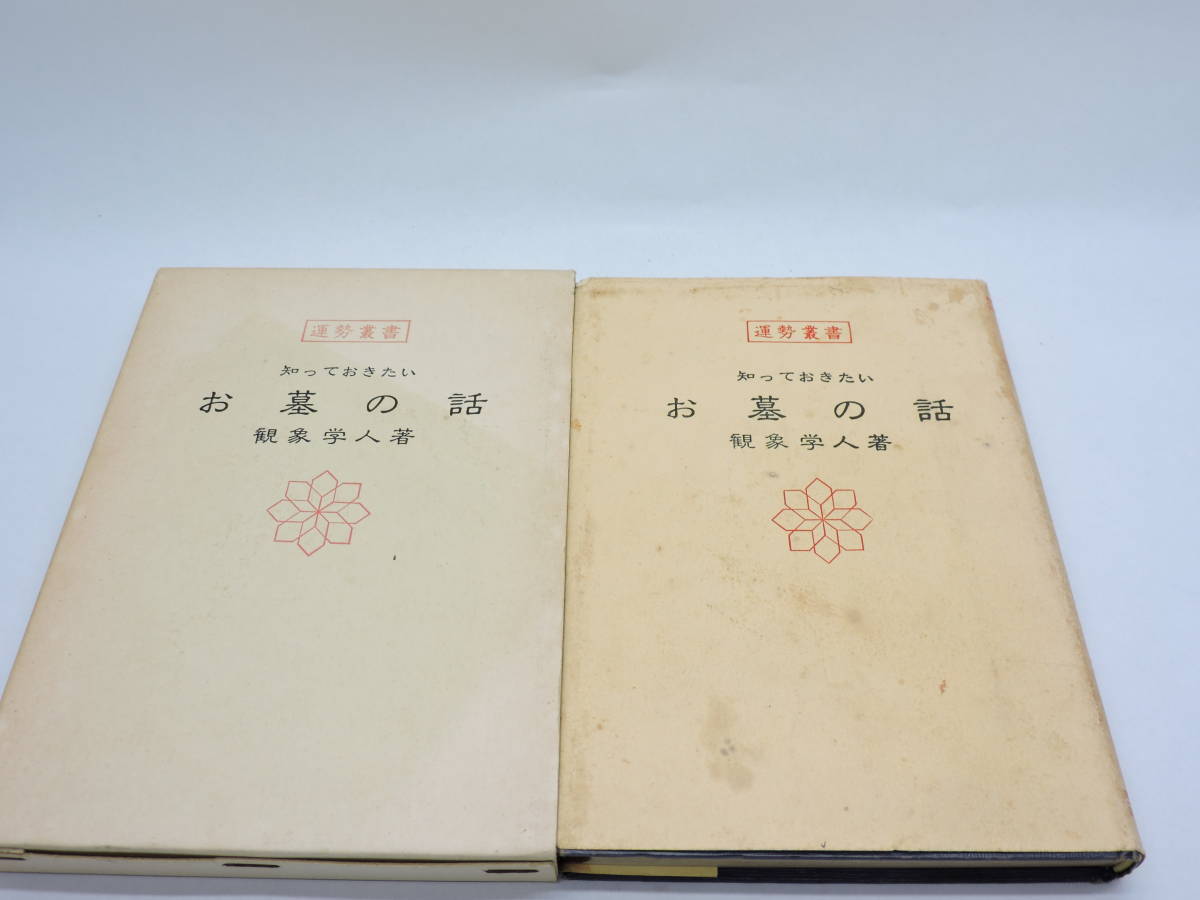 運勢叢書
知っておきたい
お墓の話
観象学人著
運勢叢書
知っておきたい
お墓の話
観象学人著